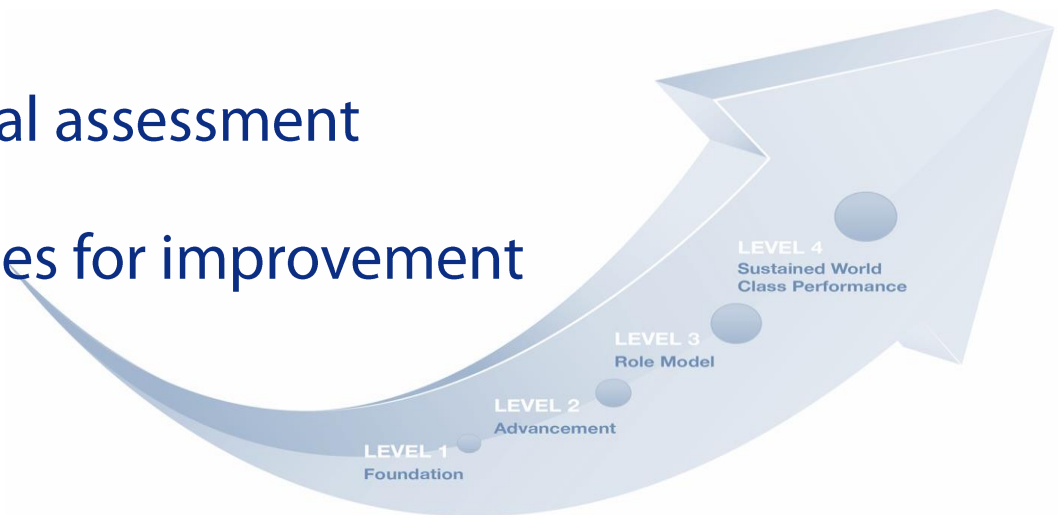 al assessment
es for improvement
LEVEL 4
Sustained World
Class Performance
LEVEL 3
Role Model
LEVEL 2
Advancement
LEVEL 1
Foundation